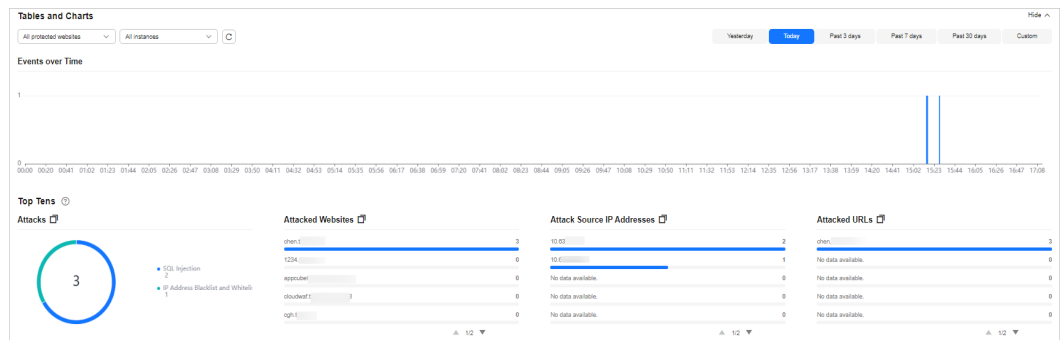 Tables and Charts Hide
All protected websites All instances Yesterday Today Past 3 days Past 7 days Past 30 days Custom
Events over Time
1
0
00:00 00:20 00:41 01:02 01:23 01:44 02:05 02:26 02:47 03:08 03:29 03:50 04:11 04:32 04:53 05:14 05:35 05:56 06:17 06:38 06:59 07:20 07:41 08:02 08:23 08:44 09:05 09:26 09:47 10:08 10:29 10:50 11:11 11:32 11:53 12:14 12:35 12:56 13:17 13:38 13:59 14:20 14:41 15:02 15:23 15:44 16:05 16:26 16:47 17:08
Top Tens ?
Attacks Attacked Websites Attack Source IP Addresses Attacked URLs
3
SQL Injection
2
IP Address Blacklist and Whiteli
1
chen.t 3
1234. 0
appcube 0
cloudwaf.t 0
cgh.t 0
1/2
10.63 2
10.6 1
No data available. 0
No data available. 0
No data available. 0
1/2
chen. 3
No data available. 0
No data available. 0
No data available. 0
No data available. 0
1/2